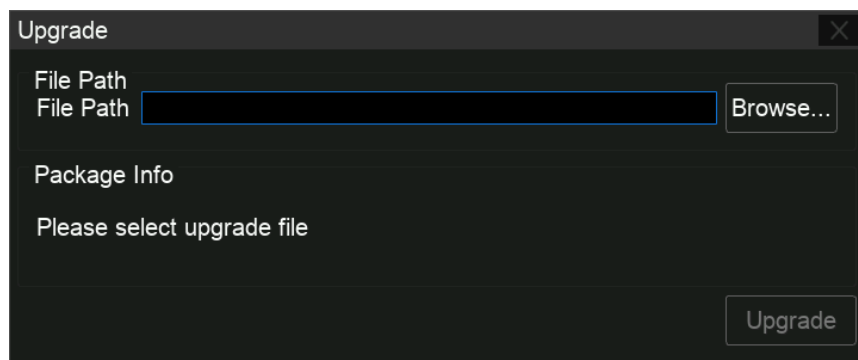 Upgrade
File Path
File Path
Browse...
Package Info
Please select upgrade file
Upgrade